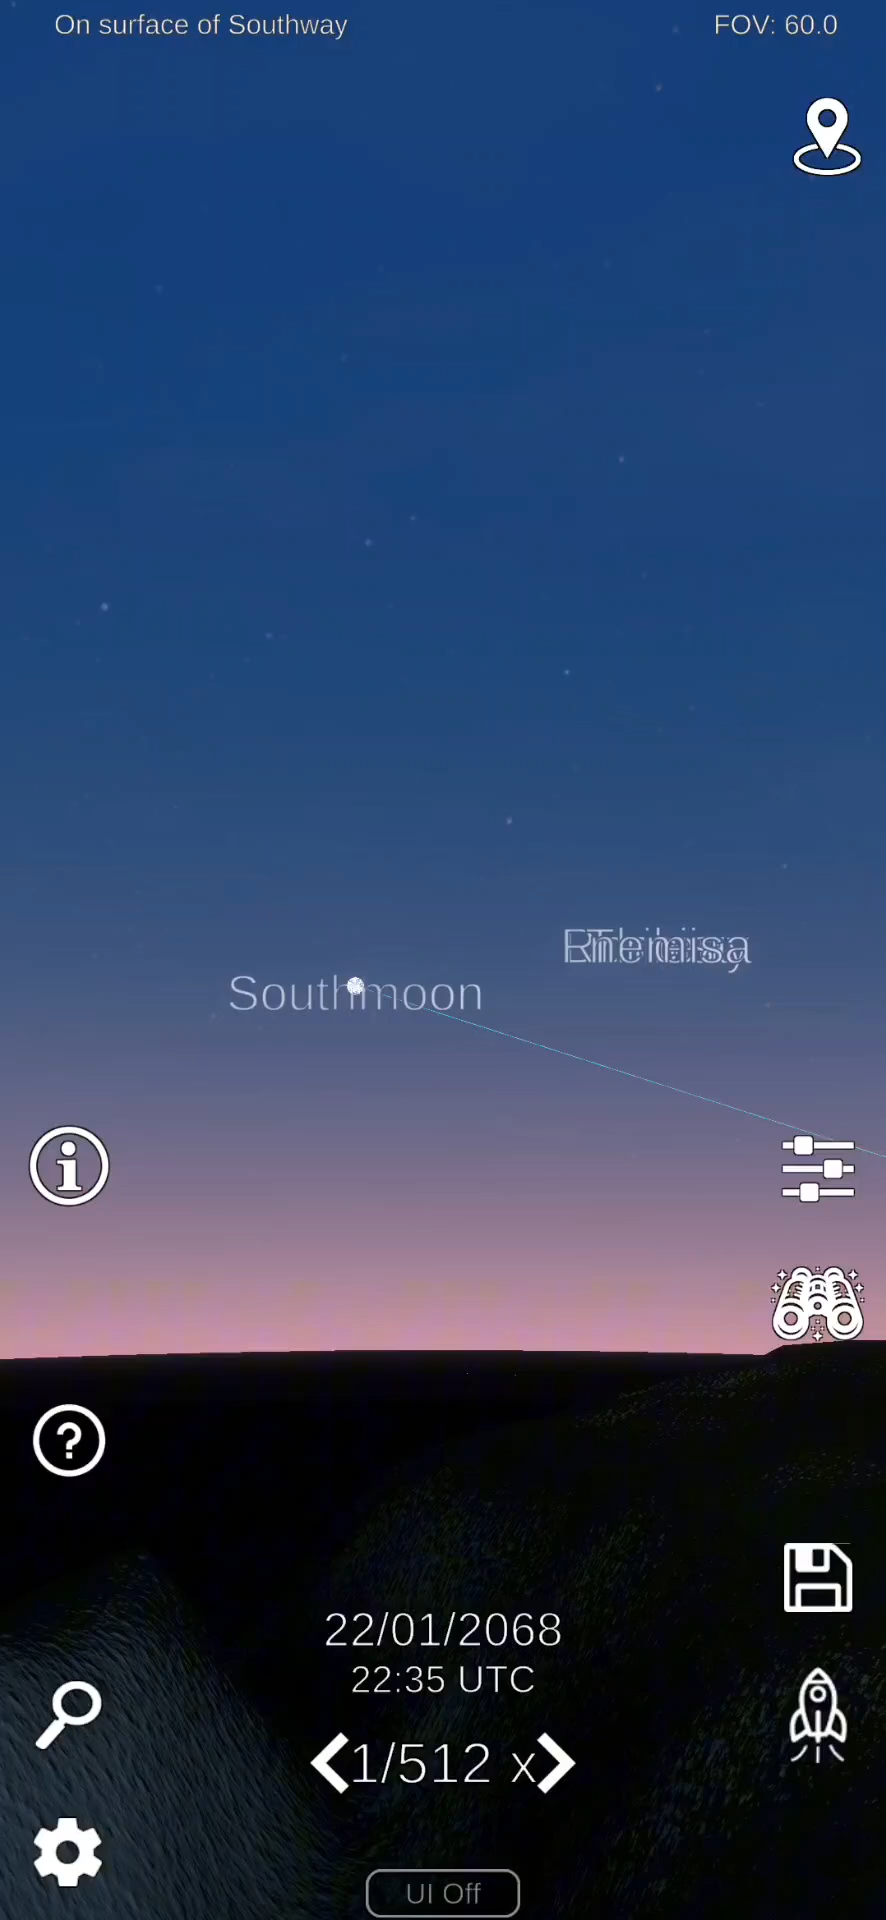 On surface of Southway
FOV: 60.0
Southmoon
22/01/2068
22:35 UTC
1/512 x
UI Off